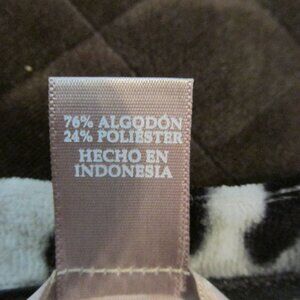 76% ALGODÓN
24% POLIÉSTER
HECHO EN
INDONESIA